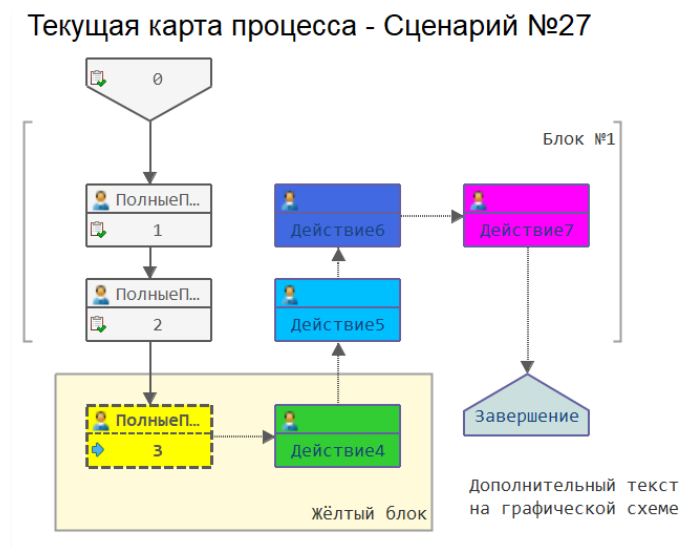 Текущая карта процесса - Сценарий №27
0
Блок №1
ПолныеП...
1
Действие6
Действие7
ПолныеП...
2
Действие5
ПолныеП...
3
Действие4
Завершение
Жёлтый блок
Дополнительный текст
на графической схеме